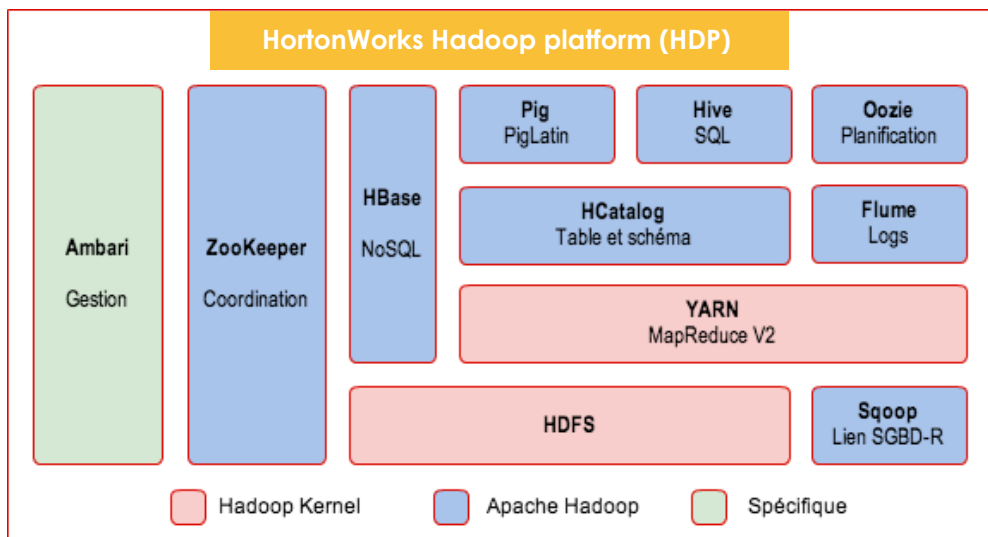 HortonWorks Hadoop platform (HDP)
Ambari
Gestion
ZooKeeper
Coordination
HBase
NoSQL
Pig
PigLatin
Hive
SQL
Oozie
Planification
HCatalog
Table et schéma
Flume
Logs
YARN
MapReduce V2
HDFS
Sqoop
Lien SGBD-R
Hadoop Kernel
Apache Hadoop
Spécifique